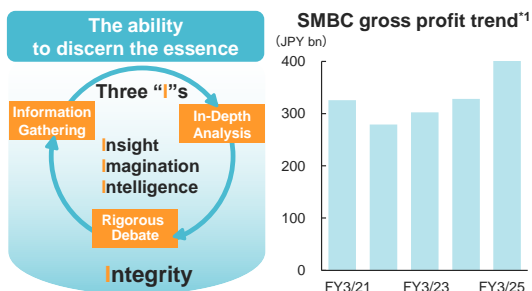 The ability
to discern the essence
Three “I”s
Information
Gathering
In-Depth
Analysis
Insight
Imagination
Intelligence
Rigorous
Debate
Integrity
SMBC gross profit trend*1
(JPY bn)
400
300
200
100
0
FY3/21
FY3/23
FY3/25